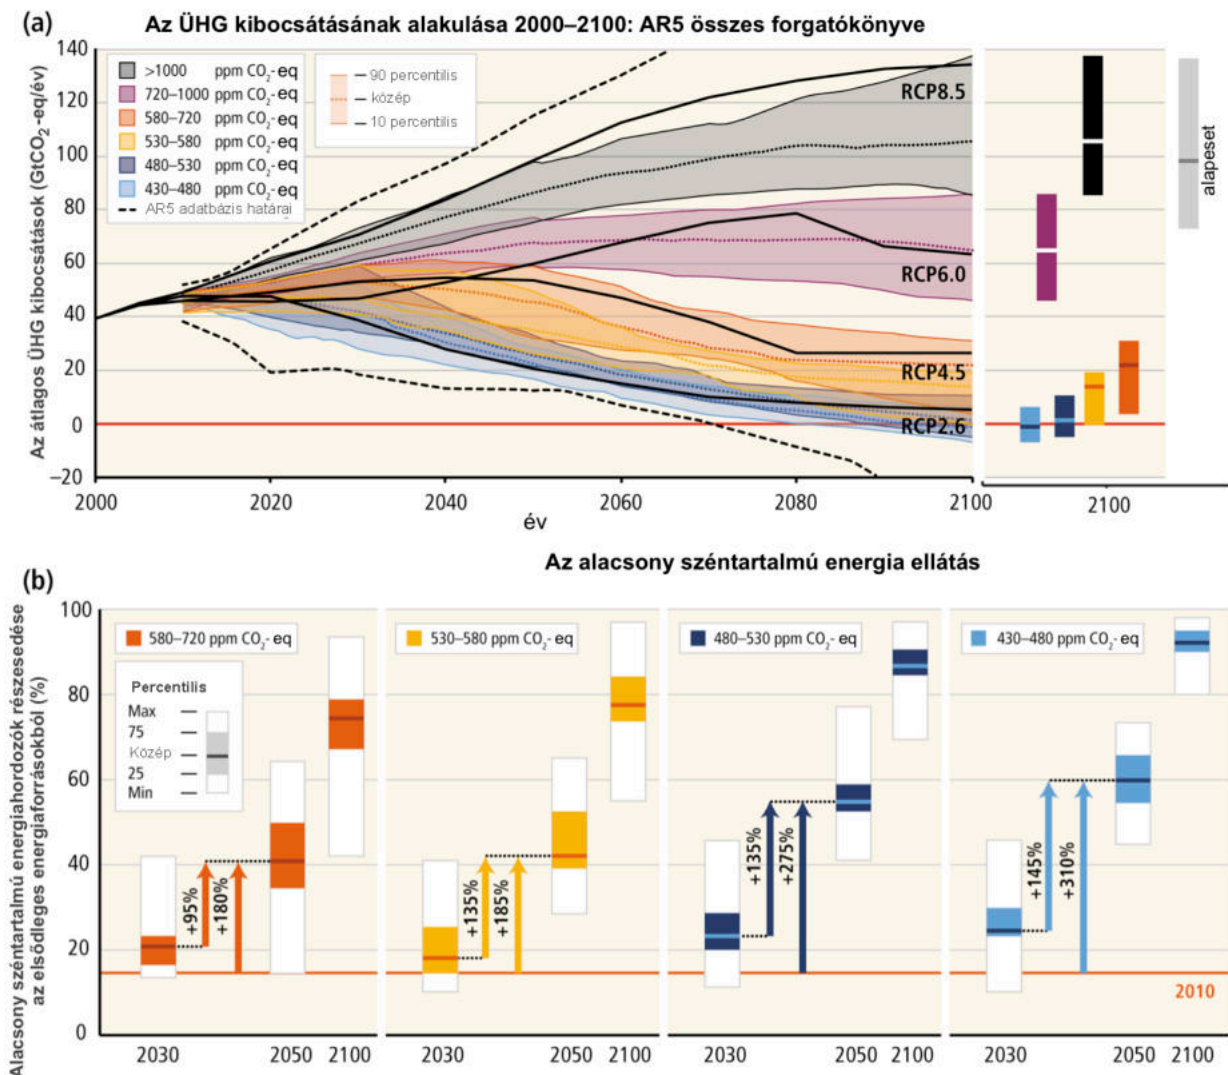 (a)
Az ÜHG kibocsátásának alakulása 2000–2100: AR5 összes forgatókönyve
Az átlagos ÜHG kibocsátások (GtCO2-eq/év)
140
120
100
80
60
40
20
0
−20
>1000 ppm CO2-eq
720–1000 ppm CO2-eq
580–720 ppm CO2-eq
530–580 ppm CO2-eq
480–530 ppm CO2-eq
430–480 ppm CO2-eq
AR5 adatbázis határai
90 percentilis
közép
10 percentilis
RCP8.5
RCP6.0
RCP4.5
RCP2.6
alapeset
2000
2020
2040
2060
2080
2100
2100
év
(b)
Az alacsony széntartalmú energia ellátás
Alacsony széntartalmú energiahordozók részesedése
az elsődleges energiaforrásokból (%)
100
80
60
40
20
0
580–720 ppm CO2-eq
530–580 ppm CO2-eq
480–530 ppm CO2-eq
430–480 ppm CO2-eq
Percentilis
Max
75
Közép
25
Min
+95%
+180%
+135%
+185%
+135%
+275%
+145%
+310%
2010
2030
2050
2100
2030
2050
2100
2030
2050
2100
2030
2050
2100